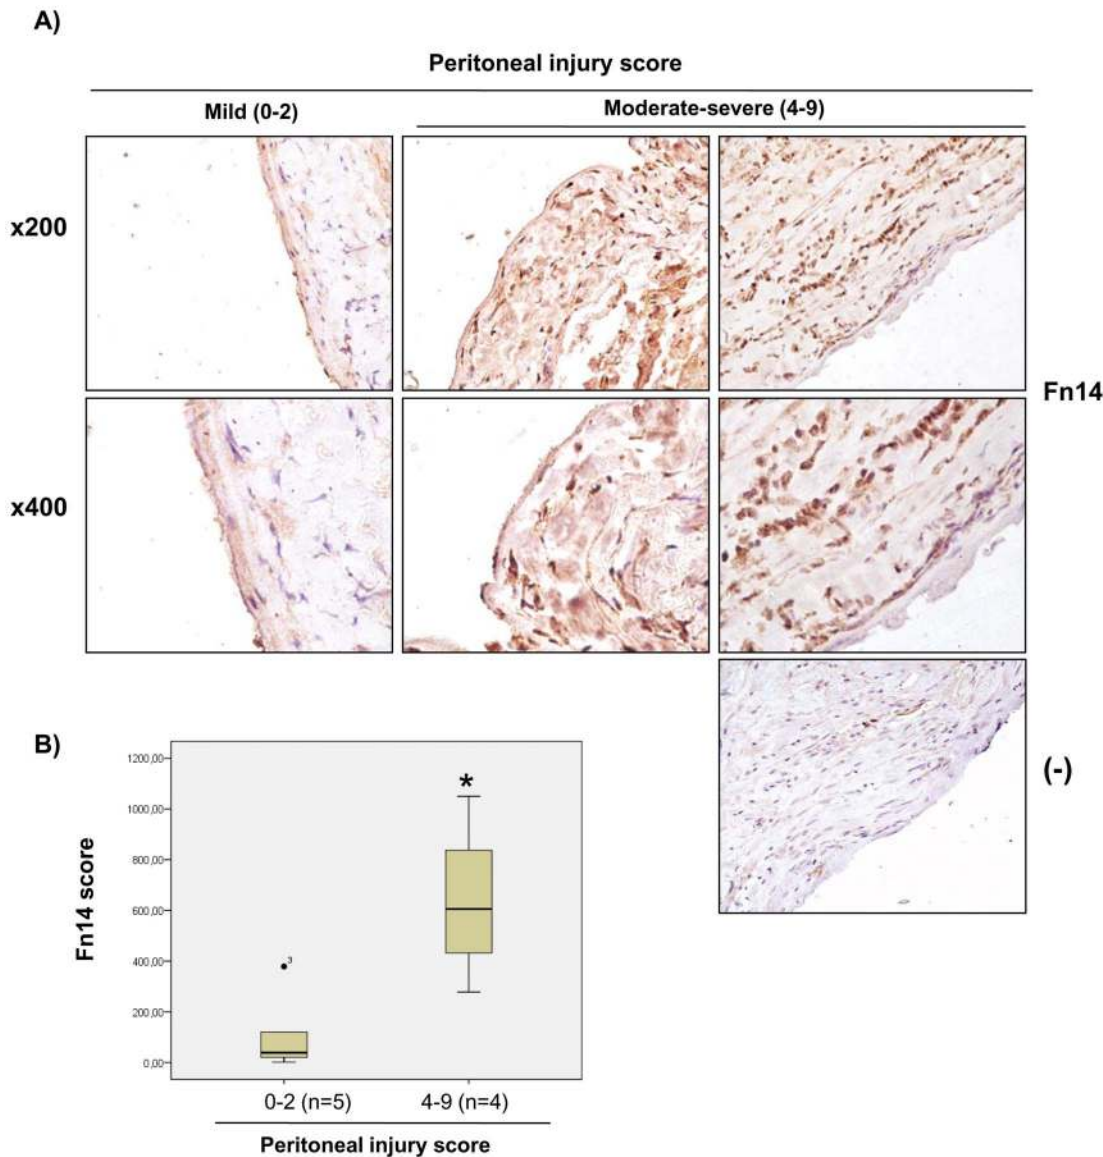 A)
Peritoneal injury score
Mild (0-2)
Moderate-severe (4-9)
x200
Fn14
x400
(-)
B)
1200,00
*
1000,00
800,00
600,00
400,00
3
200,00
0,00
Fn14 score
0-2 (n=5)
4-9 (n=4)
Peritoneal injury score